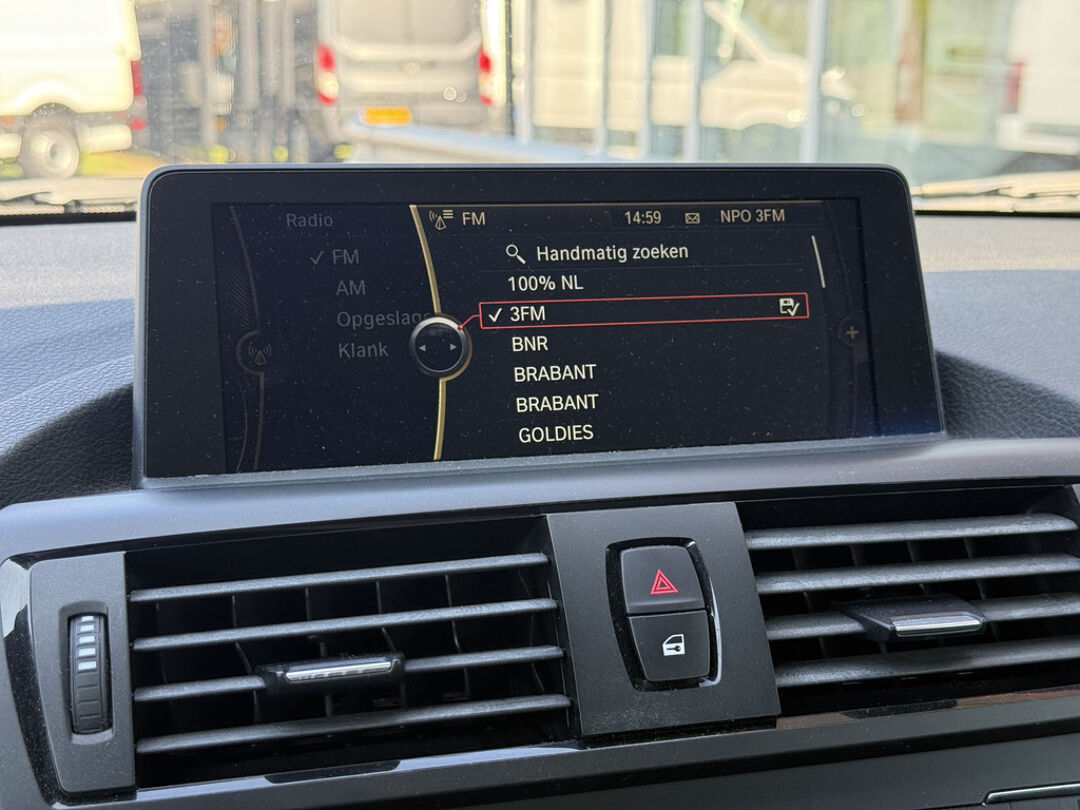 Radio
FM
AM
Opgeslag
Klank
FM 14:59 NPO 3FM
Handmatig zoeken
100% NL
3FM
BNR
BRABANT
BRABANT
GOLDIES